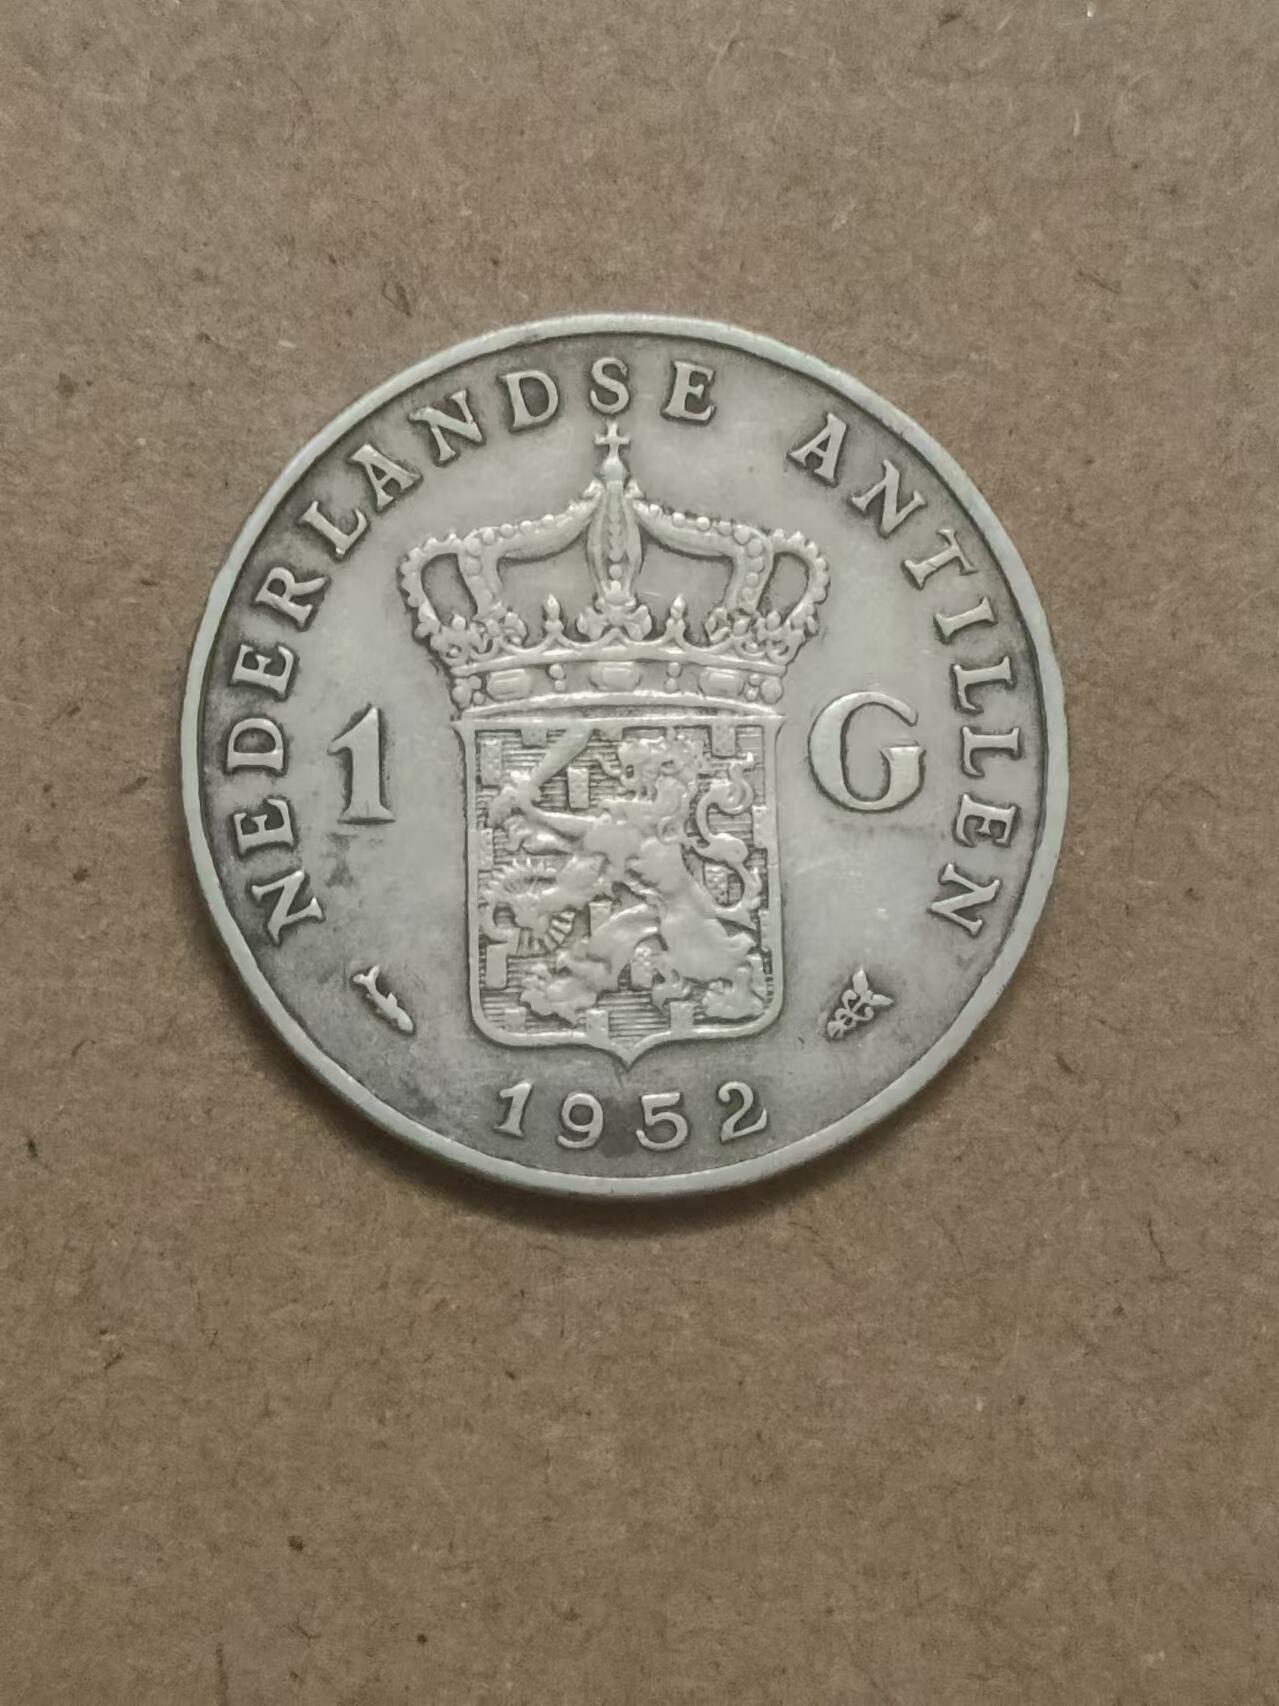 NEDERLANDSE ANTILLEN
1 G
1952